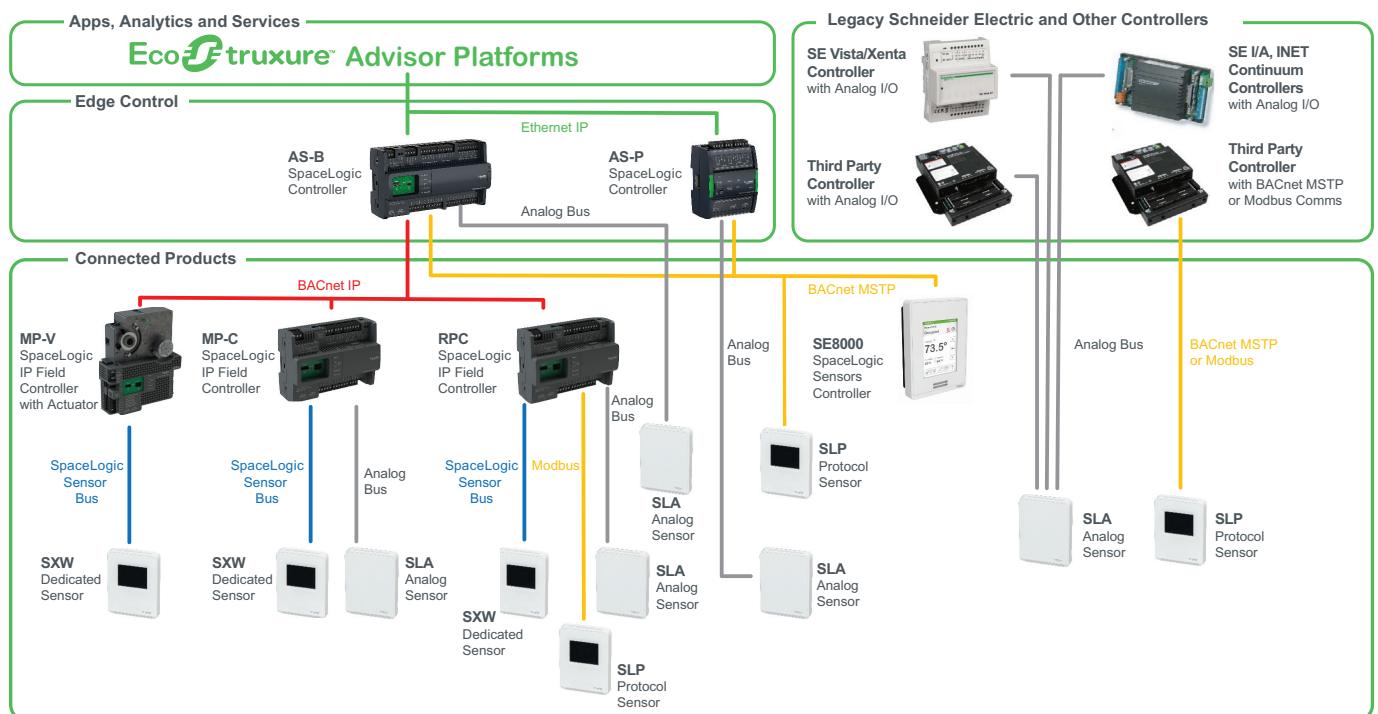 Apps, Analytics and Services
EcoStruxure™ Advisor Platforms
Edge Control
Ethernet IP
AS-B
SpaceLogic
Controller
AS-P
SpaceLogic
Controller
Analog Bus
Legacy Schneider Electric and Other Controllers
SE Vista/Xenta
Controller
with Analog I/O
SE I/A, INET
Continuum
Controllers
with Analog I/O
Third Party
Controller
with Analog I/O
Third Party
Controller
with BACnet MSTP
or Modbus Comms
Connected Products
BACnet IP
BACnet MSTP
MP-V
SpaceLogic
IP Field
Controller
with Actuator
MP-C
SpaceLogic
IP Field
Controller
RPC
SpaceLogic
IP Field
Controller
Analog
Bus
Analog
Bus
SE8000
SpaceLogic
Sensors
Controller
73.5°
Analog Bus
BACnet MSTP
or Modbus
SpaceLogic
Sensor
Bus
SpaceLogic
Sensor
Bus
Analog
Bus
SpaceLogic
Sensor
Bus
Modbus
SLA
Analog
Sensor
SLP
Protocol
Sensor
SLA
Analog
Sensor
SLP
Protocol
Sensor
SXW
Dedicated
Sensor
SXW
Dedicated
Sensor
SLA
Analog
Sensor
SXW
Dedicated
Sensor
SLA
Analog
Sensor
SLA
Analog
Sensor
SLP
Protocol
Sensor